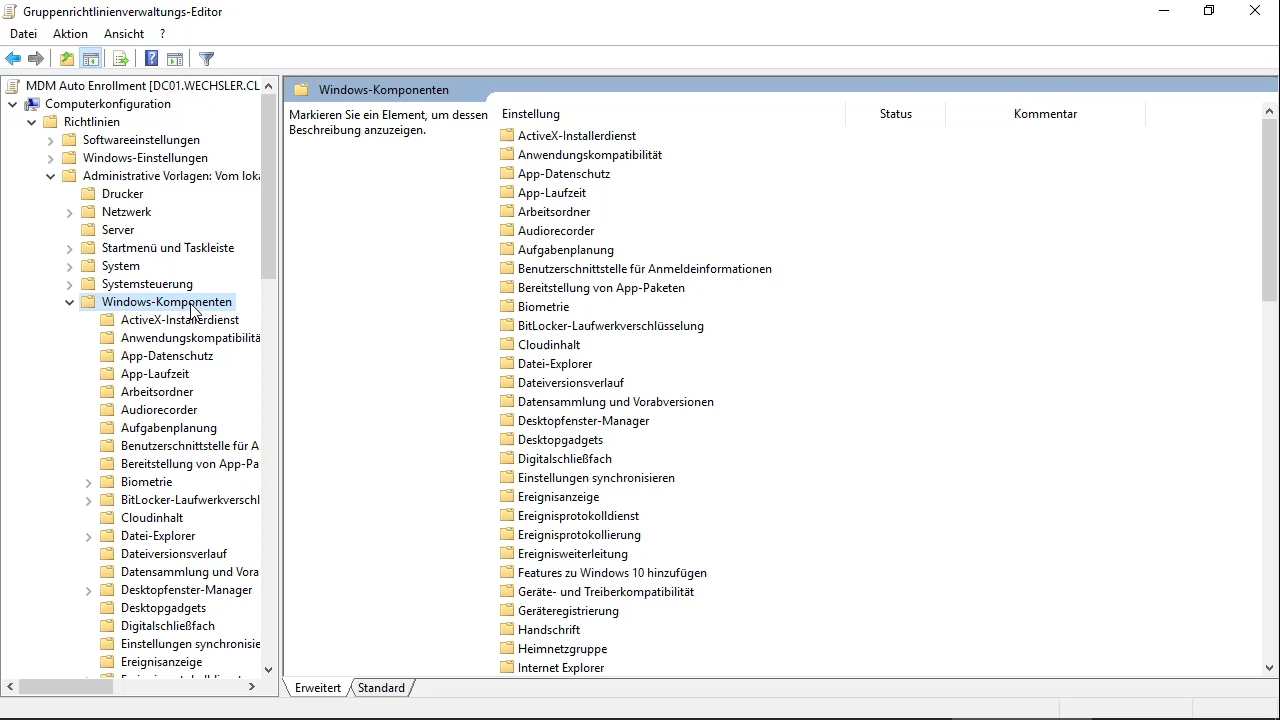 Gruppenrichtlinienverwaltungs-Editor
Datei Aktion Ansicht ?
MDM Auto Enrollment [DC01.WECHSLER.CL
Computerkonfiguration
Richtlinien
Softwareeinstellungen
Windows-Einstellungen
Administrative Vorlagen: Vom loka
Drucker
Netzwerk
Server
Startmenü und Taskleiste
System
Systemsteuerung
Windows-Komponenten
ActiveX-Installerdienst
Anwendungskompatibilitä
App-Datenschutz
App-Laufzeit
Arbeitsordner
Audiorecorder
Aufgabenplanung
Benutzerschnittstelle für A
Bereitstellung von App-Pa
Biometrie
BitLocker-Laufwerkverschl
Cloudinhalt
Datei-Explorer
Dateiversionsverlauf
Datensammlung und Vora
Desktopfenster-Manager
Desktopgadgets
Digitalschließfach
Einstellungen synchronisie
Ereignisanzeige
Windows-Komponenten
Markieren Sie ein Element, um dessen
Beschreibung anzuzeigen.
Einstellung Status Kommentar
ActiveX-Installerdienst
Anwendungskompatibilität
App-Datenschutz
App-Laufzeit
Arbeitsordner
Audiorecorder
Aufgabenplanung
Benutzerschnittstelle für Anmeldeinformationen
Bereitstellung von App-Paketen
Biometrie
BitLocker-Laufwerkverschlüsselung
Cloudinhalt
Datei-Explorer
Dateiversionsverlauf
Datensammlung und Vorabversionen
Desktopfenster-Manager
Desktopgadgets
Digitalschließfach
Einstellungen synchronisieren
Ereignisanzeige
Ereignisprotokolldienst
Ereignisprotokollierung
Ereignisweiterleitung
Features zu Windows 10 hinzufügen
Geräte- und Treiberkompatibilität
Geräteregistrierung
Handschrift
Heimnetzgruppe
Internet Explorer
Erweitert Standard